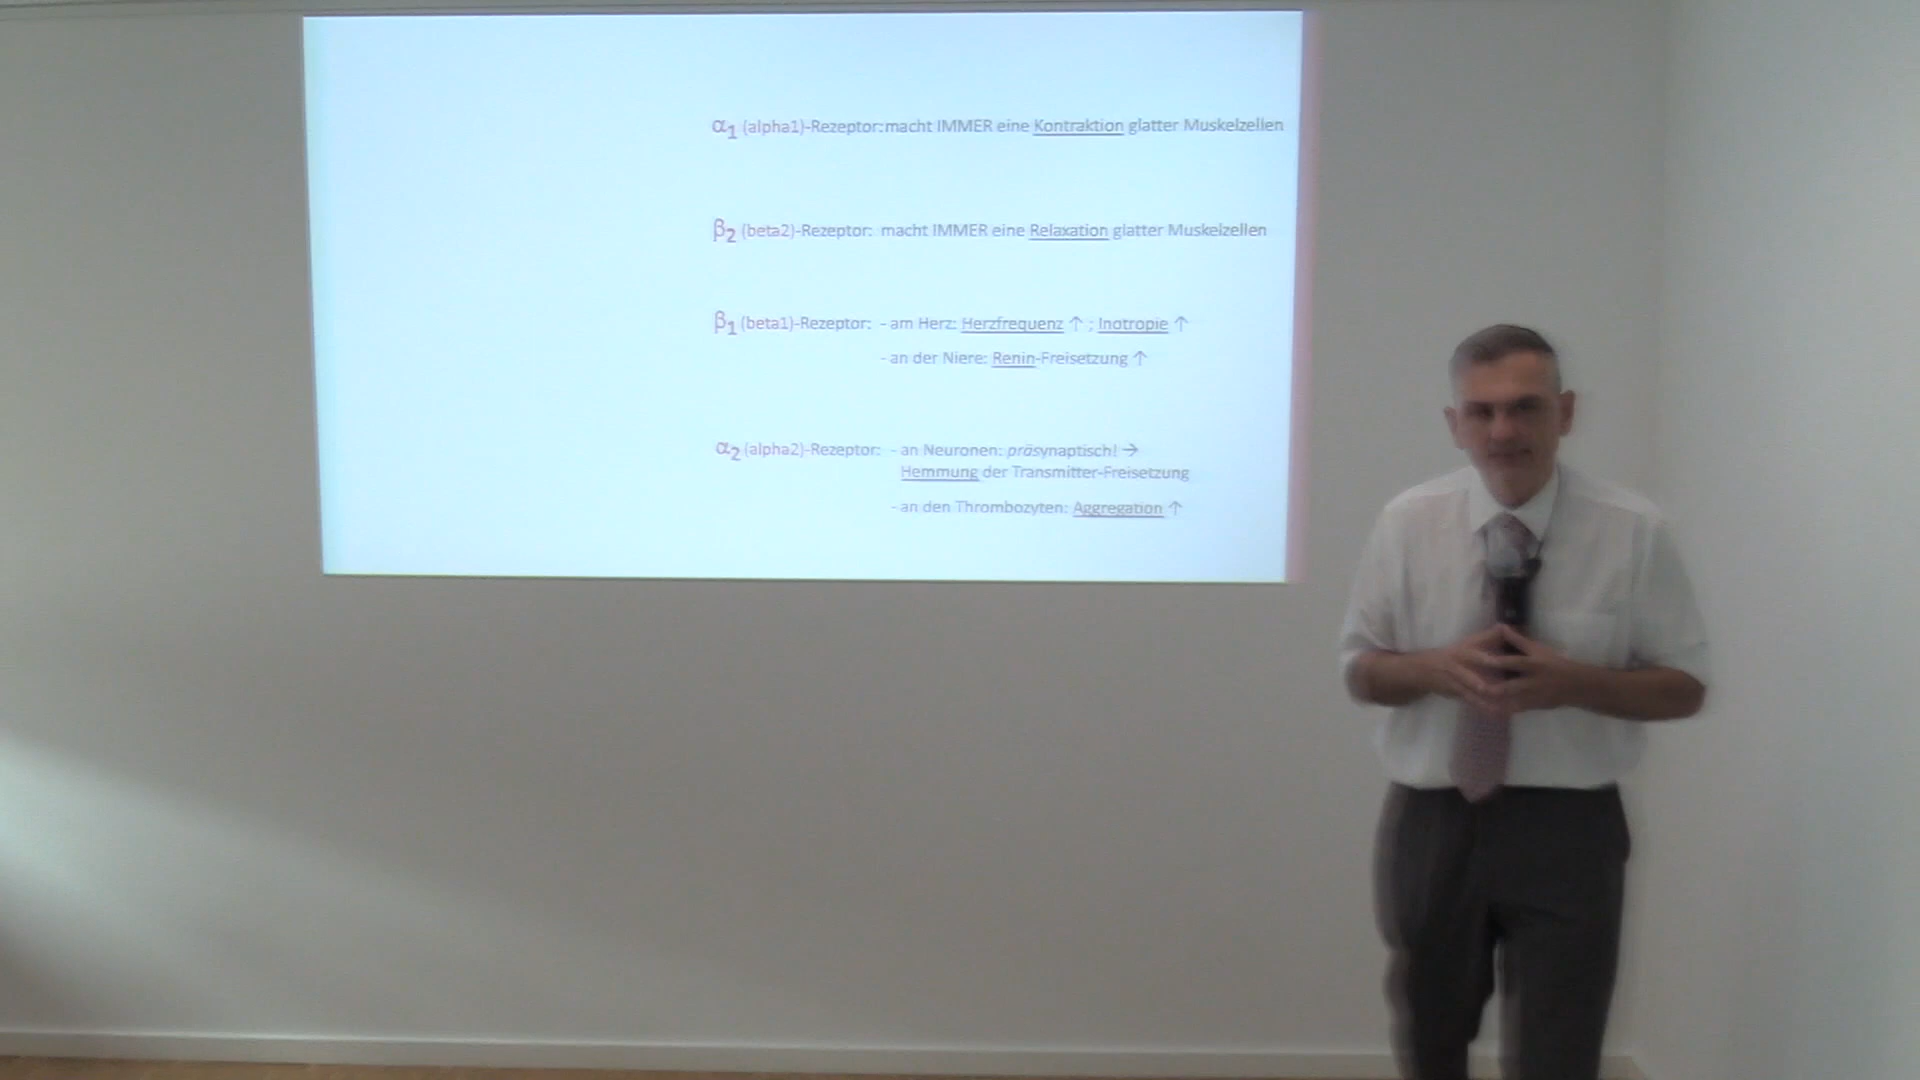 α1 (alpha1)-Rezeptor: macht IMMER eine Kontraktion glatter Muskelzellen
β2 (beta2)-Rezeptor: macht IMMER eine Relaxation glatter Muskelzellen
β1 (beta1)-Rezeptor: - am Herz: Herzfrequenz ↑ ; Inotropie ↑
- an der Niere: Renin-Freisetzung ↑
α2 (alpha2)-Rezeptor: - an Neuronen: präsynaptisch! →
Hemmung der Transmitter-Freisetzung
- an den Thrombozyten: Aggregation ↑